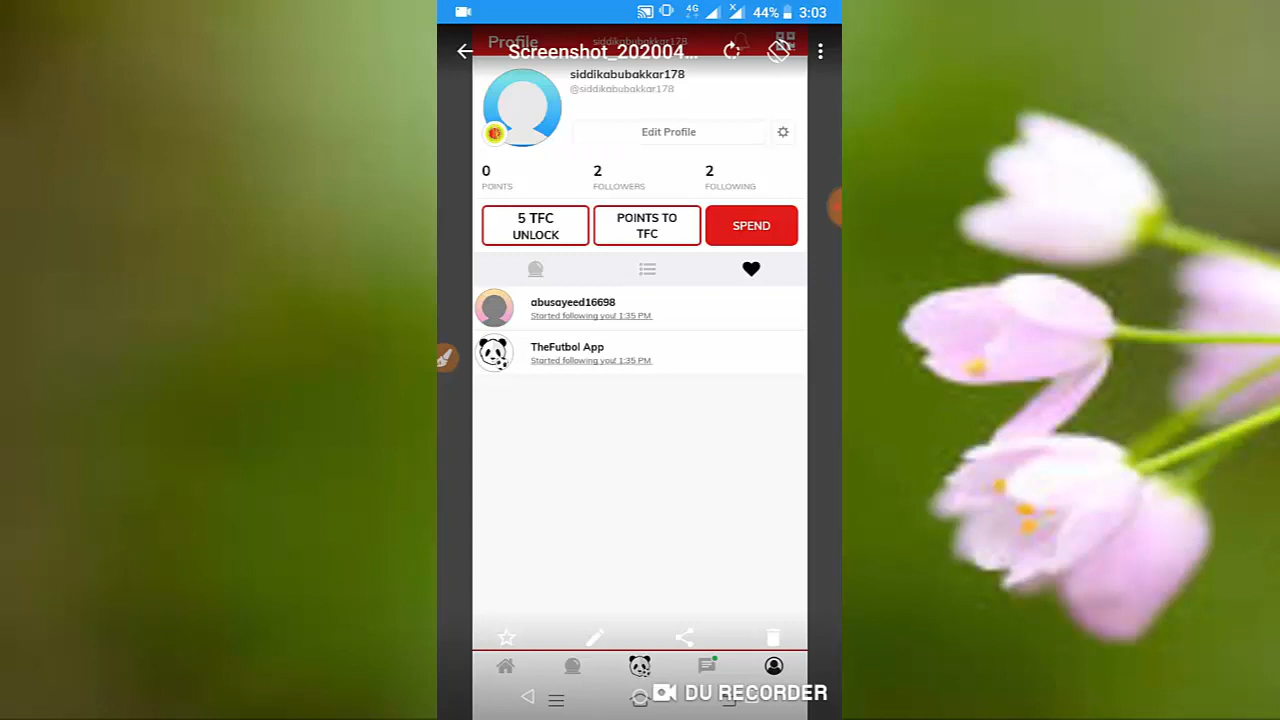 4G 44% 3:03
Profile siddikabubakkar178
Screenshot_202004...
siddikabubakkar178
@siddikabubakkar178
Edit Profile
0 2 2
POINTS FOLLOWERS FOLLOWING
5 TFC UNLOCK
POINTS TO TFC
SPEND
abusayeed16698
Started following you! 1:35 PM
TheFutbol App
Started following you! 1:35 PM
DU RECORDER